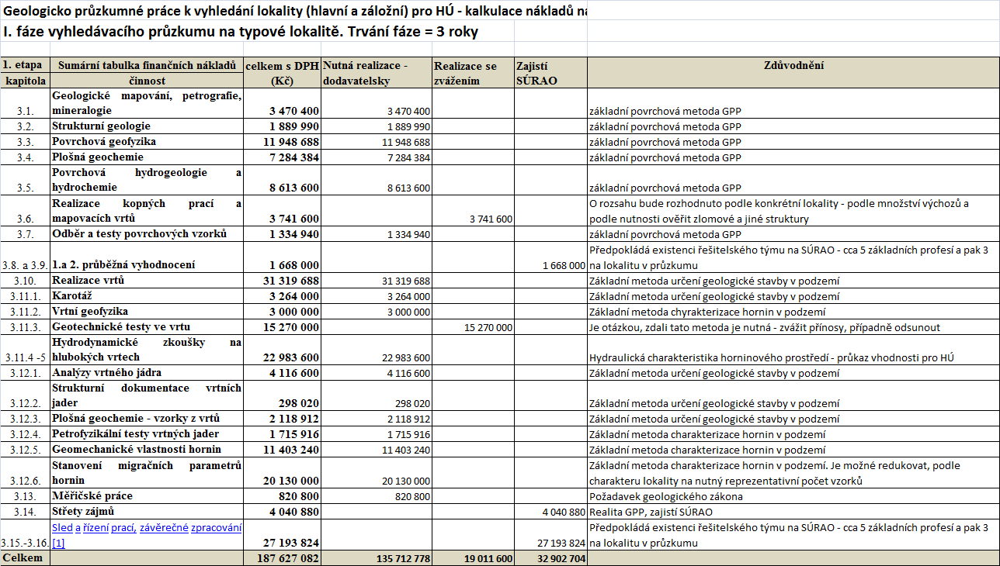 Geologicko průzkumné práce k vyhledání lokality (hlavní a záložní) pro HÚ - kalkulace nákladů
I. fáze vyhledávacího průzkumu na typové lokalitě. Trvání fáze = 3 roky
1. etapa Sumární tabulka finančních nákladů celkem s DPH Nutná realizace - Realizace se Zajistí Zdůvodnění
kapitola činnost (Kč) dodavatelsky zvážením SÚRAO
Geologické mapování, petrografie,
3.1. mineralogie 3 470 400 3 470 400 základní povrchová metoda GPP
3.2. Strukturní geologie 1 889 990 1 889 990 základní povrchová metoda GPP
3.3. Povrchová geofyzika 11 948 688 11 948 688 základní povrchová metoda GPP
3.4. Plošná geochemie 7 284 384 7 284 384 základní povrchová metoda GPP
Povrchová hydrogeologie a
3.5. hydrochemie 8 613 600 8 613 600 základní povrchová metoda GPP
Realizace kopných prací a O rozsahu bude rozhodnuto podle konkrétní lokality - podle množství výchozů a
3.6. mapovacích vrtů 3 741 600 3 741 600 podle nutnosti ověřit zlomové a jiné struktury
3.7. Odběr a testy povrchových vzorků 1 334 940 1 334 940 základní povrchová metoda GPP
Předpokládá existenci řešitelského týmu na SÚRAO - cca 5 základních profesí a pak 3
3.8. a 3.9. 1.a 2. průběžná vyhodnocení 1 668 000 1 668 000 na lokalitu v průzkumu
3.10. Realizace vrtů 31 319 688 31 319 688 Základní metoda určení geologické stavby v podzemí
3.11.1. Karotáž 3 264 000 3 264 000 Základní metoda určení geologické stavby v podzemí
3.11.2. Vrtní geofyzika 3 000 000 3 000 000 Základní metoda chyrakterizace hornin v podzemí
3.11.3. Geotechnické testy ve vrtu 15 270 000 15 270 000 Je otázkou, zdali tato metoda je nutná - zvážit přínosy, případně odsunout
Hydrodynamické zkoušky na
3.11.4 -5 hlubokých vrtech 22 983 600 22 983 600 Hydraulická charakteristika horninového prostředí - průkaz vhodnosti pro HÚ
3.12.1. Analýzy vrtného jádra 4 116 600 4 116 600 Základní metoda určení geologické stavby v podzemí
Strukturní dokumentace vrtních
3.12.2. jader 298 020 298 020 Základní metoda určení geologické stavby v podzemí
3.12.3. Plošná geochemie - vzorky z vrtů 2 118 912 2 118 912 Základní metoda určení geologické stavby v podzemí
3.12.4. Petrofyzikální testy vrtných jader 1 715 916 1 715 916 Základní metoda charakterizace hornin v podzemí
3.12.5. Geomechanické vlastnosti hornin 11 403 240 11 403 240 Základní metoda charakterizace hornin v podzemí
Stanovení migračních parametrů Základní metoda charakterizace hornin v podzemí. Je možné redukovat, podle
3.12.6. hornin 20 130 000 20 130 000 charakteru lokality na nutný reprezentativní počet vzorků
3.13. Měřičské práce 820 800 820 800 Požadavek geologického zákona
3.14. Střety zájmů 4 040 880 4 040 880 Realita GPP, zajistí SÚRAO
Sled a řízení prací, závěrečné zpracování Předpokládá existenci řešitelského týmu na SÚRAO - cca 5 základních profesí a pak 3
3.15.-3.16. [1] 27 193 824 27 193 824 na lokalitu v průzkumu
Celkem 187 627 082 135 712 778 19 011 600 32 902 704